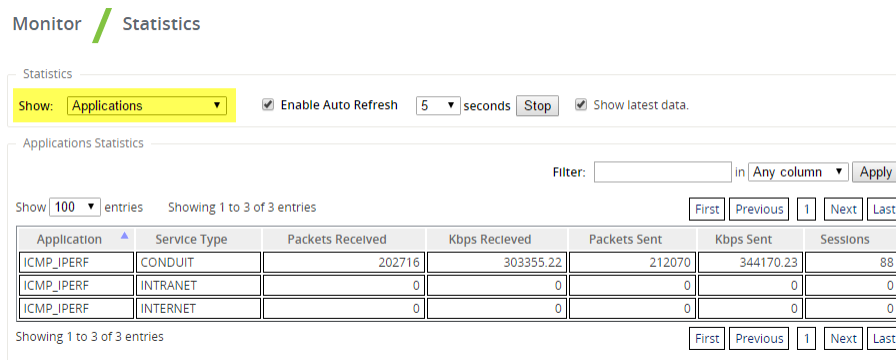 Monitor / Statistics
Statistics
Show: Applications Enable Auto Refresh 5 seconds Stop Show latest data.
Applications Statistics
Filter: in Any column Apply
Show 100 entries Showing 1 to 3 of 3 entries First Previous 1 Next Last
Application Service Type Packets Received Kbps Recieved Packets Sent Kbps Sent Sessions
ICMP_IPERF CONDUIT 202716 303355.22 212070 344170.23 88
ICMP_IPERF INTRANET 0 0 0 0 0
ICMP_IPERF INTERNET 0 0 0 0 0
Showing 1 to 3 of 3 entries First Previous 1 Next Last